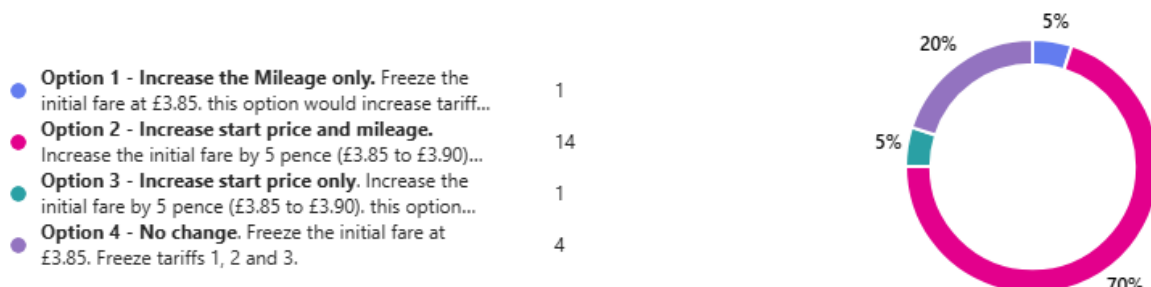 Option 1 - Increase the Mileage only. Freeze the
initial fare at £3.85. this option would increase tariff...
1
Option 2 - Increase start price and mileage.
Increase the initial fare by 5 pence (£3.85 to £3.90)...
14
Option 3 - Increase start price only. Increase the
initial fare by 5 pence (£3.85 to £3.90). this option...
1
Option 4 - No change. Freeze the initial fare at
£3.85. Freeze tariffs 1, 2 and 3.
4
5%
20%
5%
70%